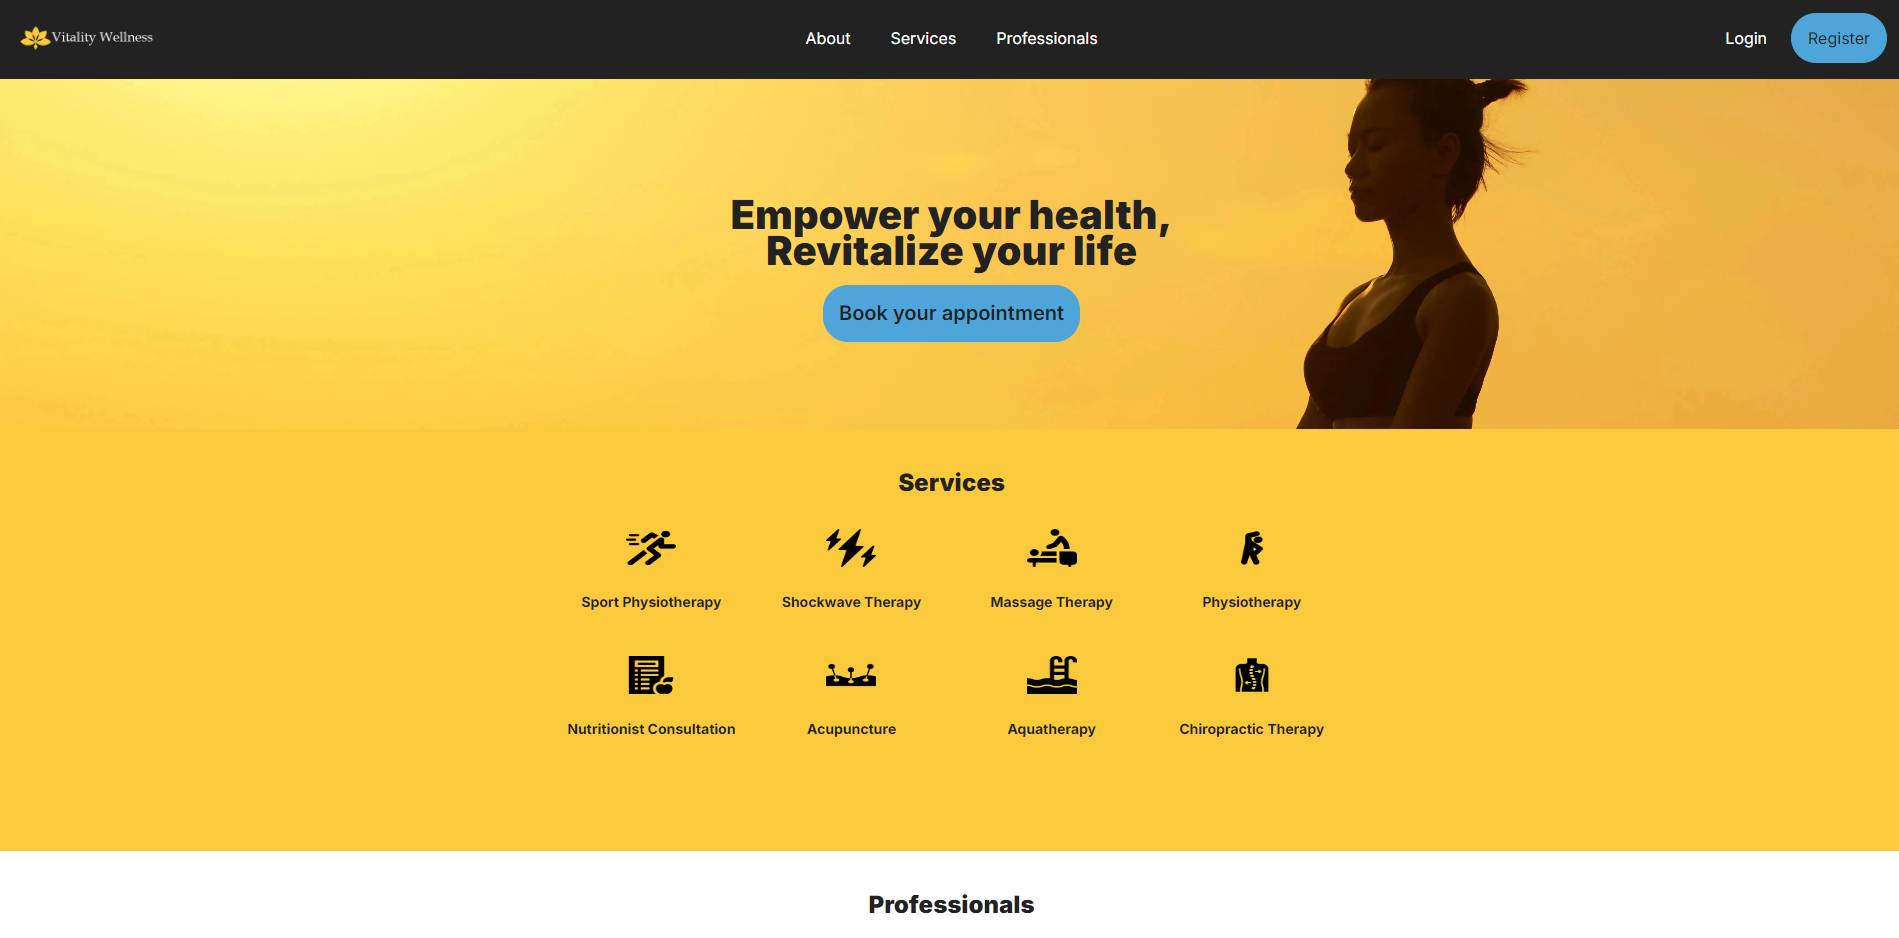 Vitality Wellness
About
Services
Professionals
Login
Register
Empower your health,
Revitalize your life
Book your appointment
Services
Sport Physiotherapy
Shockwave Therapy
Massage Therapy
Physiotherapy
Nutritionist Consultation
Acupuncture
Aquatherapy
Chiropractic Therapy
Professionals